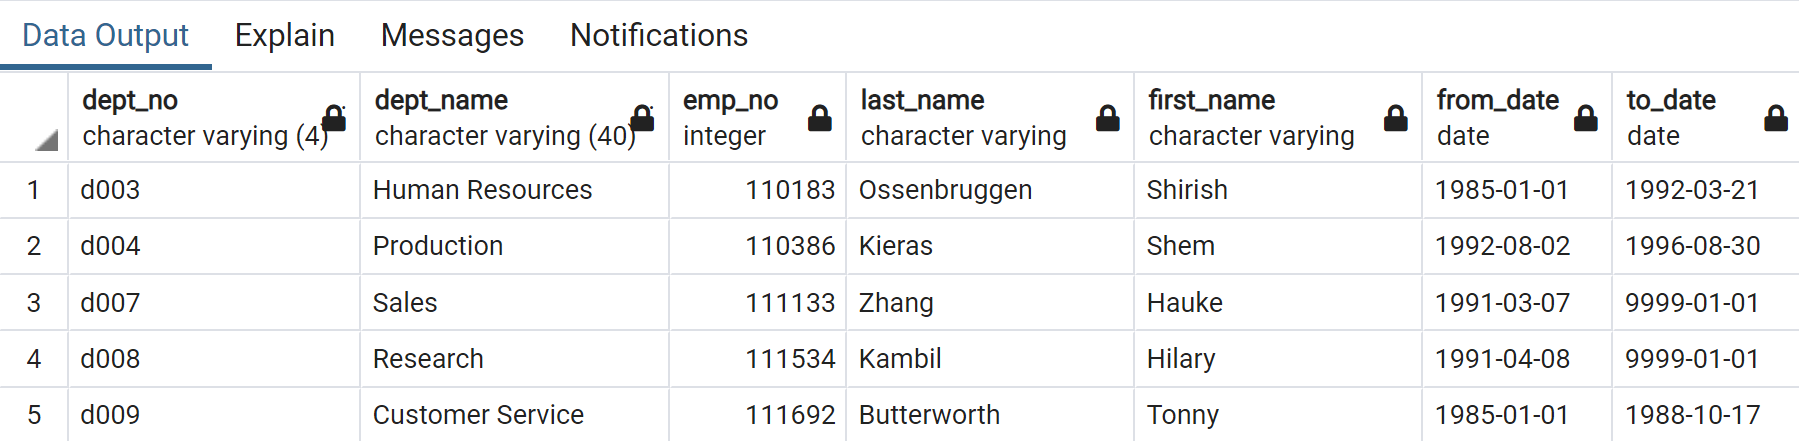 Data Output Explain Messages Notifications
dept_no dept_name emp_no last_name first_name from_date to_date
character varying (4) character varying (40) integer character varying character varying date date
1 d003 Human Resources 110183 Ossenbruggen Shirish 1985-01-01 1992-03-21
2 d004 Production 110386 Kieras Shem 1992-08-02 1996-08-30
3 d007 Sales 111133 Zhang Hauke 1991-03-07 9999-01-01
4 d008 Research 111534 Kambil Hilary 1991-04-08 9999-01-01
5 d009 Customer Service 111692 Butterworth Tonny 1985-01-01 1988-10-17